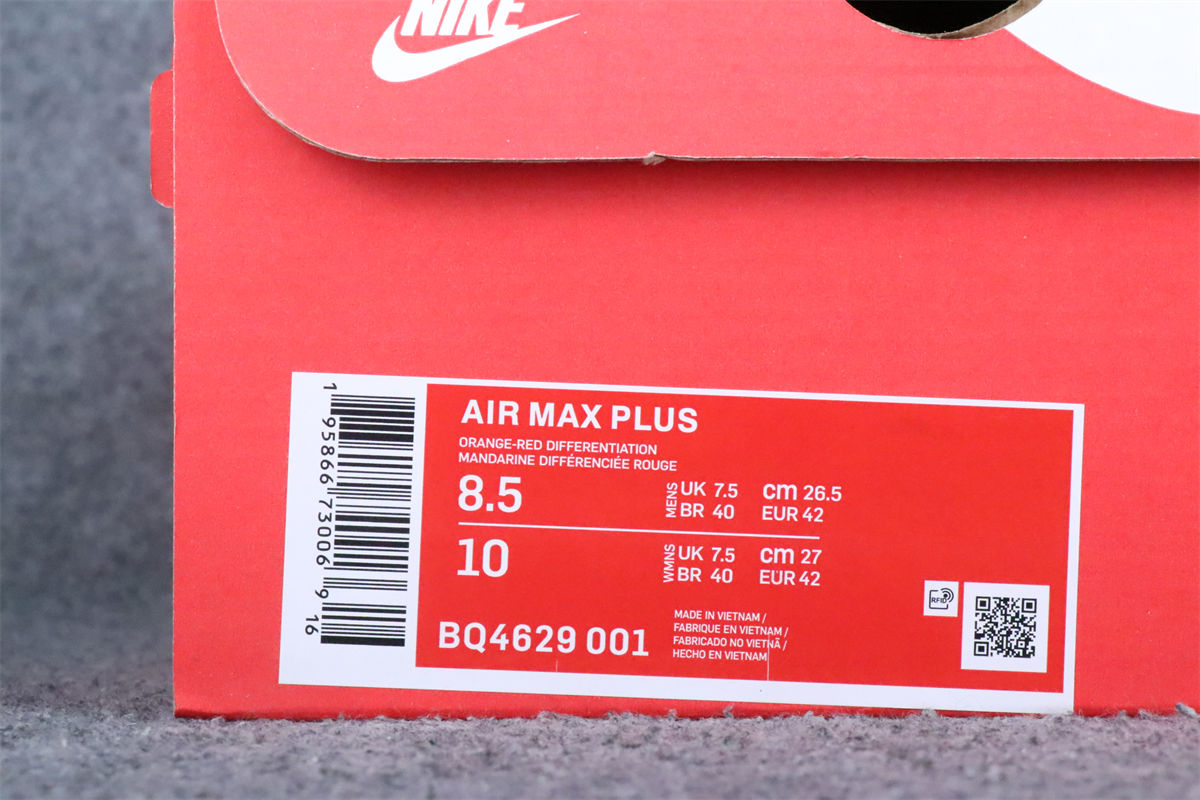 NIKE
AIR MAX PLUS
ORANGE-RED DIFFERENTIATION
MANDARINE DIFFÉRENCIÉE ROUGE
8.5 MENS UK 7.5 cm 26.5
BR 40 EUR 42
10 WMNS UK 7.5 cm 27
BR 40 EUR 42
BQ4629 001
MADE IN VIETNAM /
FABRIQUE EN VIETNAM /
FABRICADO NO VIETNÃ /
HECHO EN VIETNAM
RFID
1 95866 73006 9 16